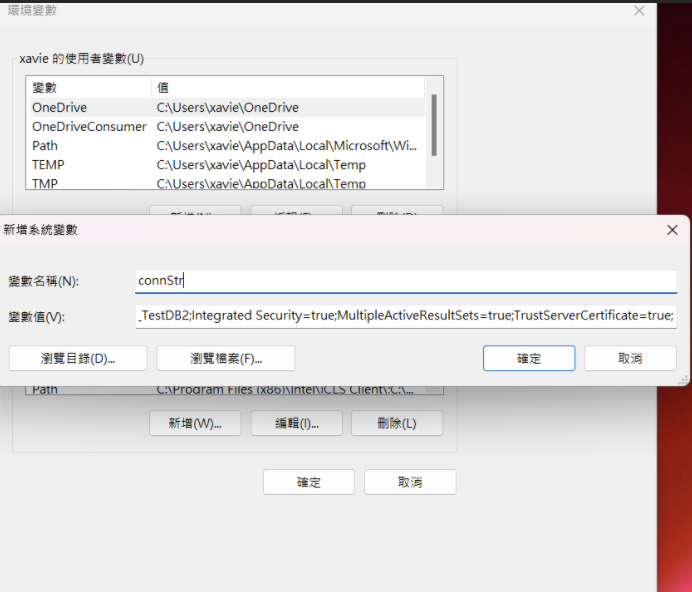 環境變數
xavie 的使用者變數(U)
變數 值
OneDrive C:\Users\xavie\OneDrive
OneDriveConsumer C:\Users\xavie\OneDrive
Path C:\Users\xavie\AppData\Local\Microsoft\Wi...
TEMP C:\Users\xavie\AppData\Local\Temp
TMP C:\Users\xavie\AppData\Local\Temp
新增系統變數
變數名稱(N): connStr
變數值(V): _TestDB2;Integrated Security=true;MultipleActiveResultSets=true;TrustServerCertificate=true;
瀏覽目錄(D)... 瀏覽檔案(F)... 確定 取消
Path C:\Program Files (x86)\Intel\iCLS Client\;C:\...
新增(W)... 編輯(I)... 刪除(L)
確定 取消